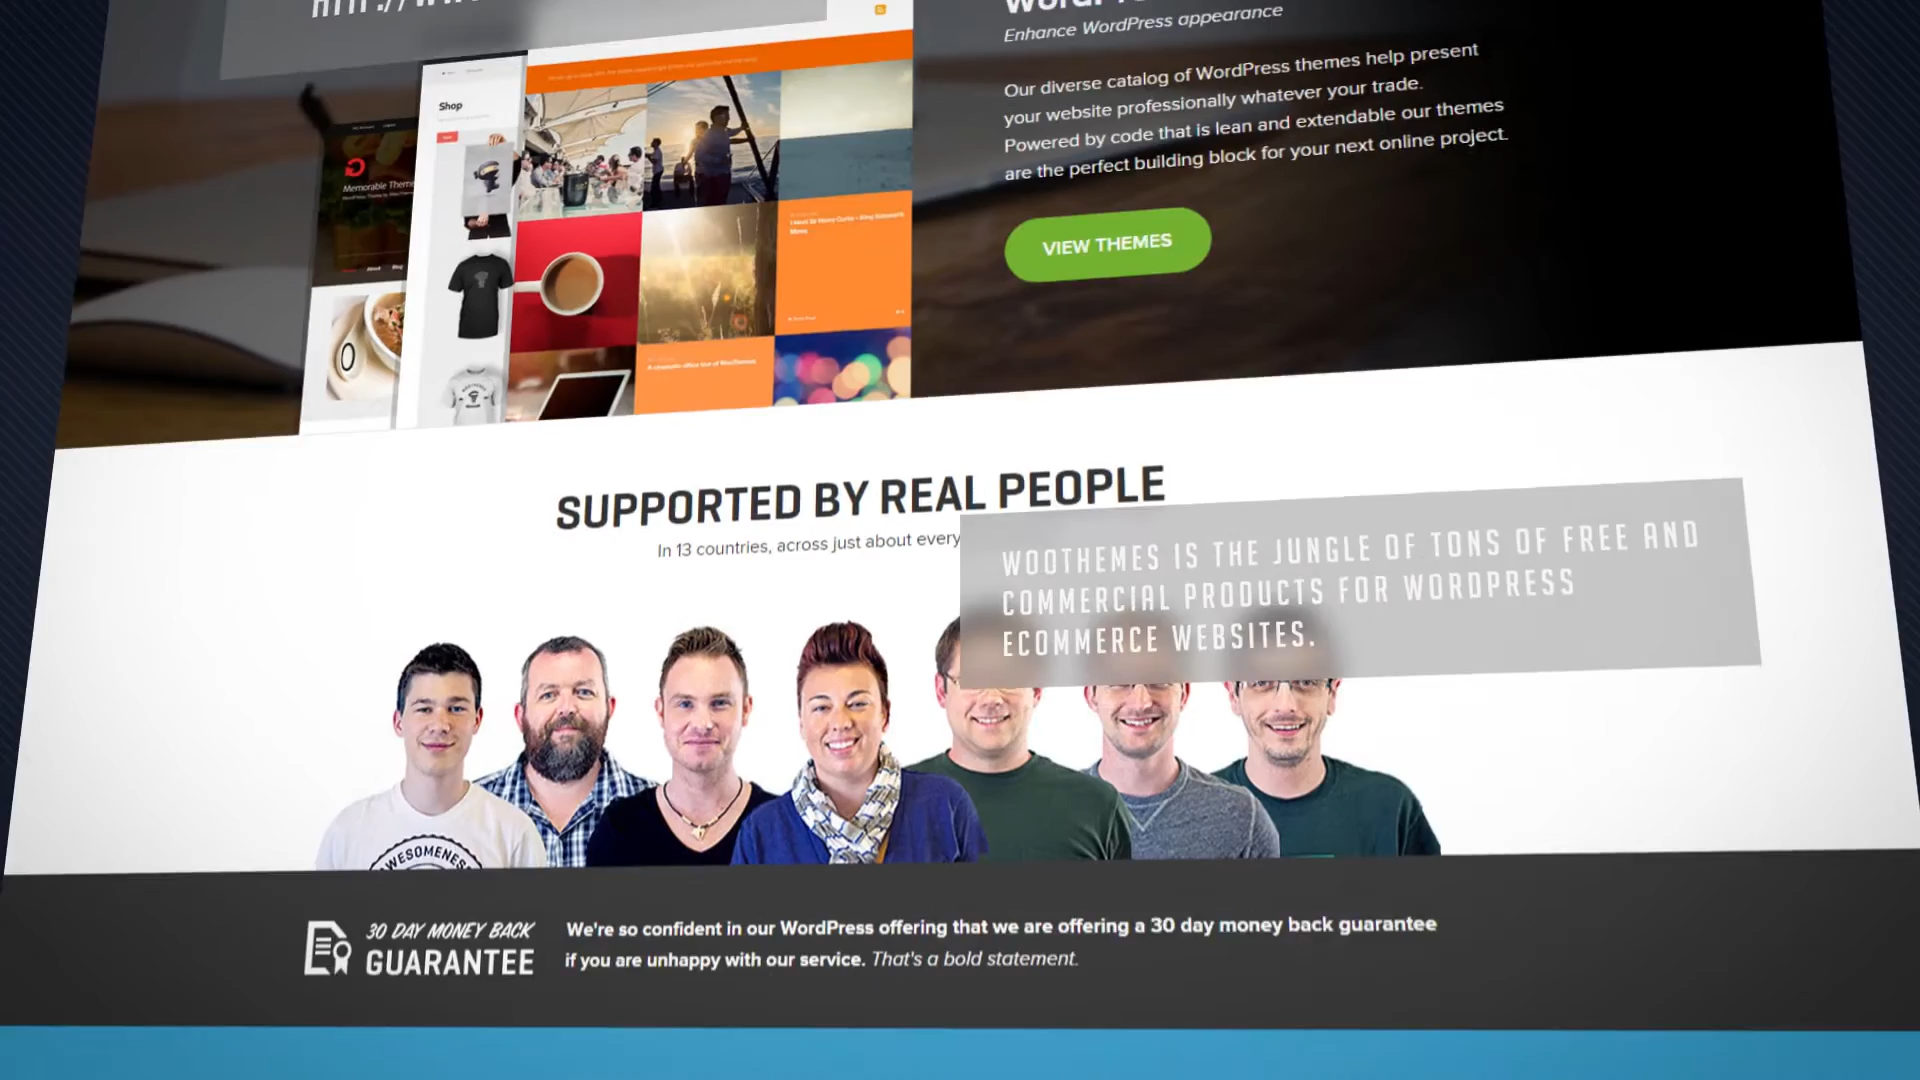 Enhance WordPress appearance
Our diverse catalog of WordPress themes help present
your website professionally whatever your trade.
Powered by code that is lean and extendable our themes
are the perfect building block for your next online project.
VIEW THEMES
Shop
Memorable Theme
About
Blog
SUPPORTED BY REAL PEOPLE
In 13 countries, across just about every
WOOTHEMES IS THE JUNGLE OF TONS OF FREE AND
COMMERCIAL PRODUCTS FOR WORDPRESS
ECOMMERCE WEBSITES.
30 DAY MONEY BACK
GUARANTEE
We're so confident in our WordPress offering that we are offering a 30 day money back guarantee
if you are unhappy with our service. That's a bold statement.